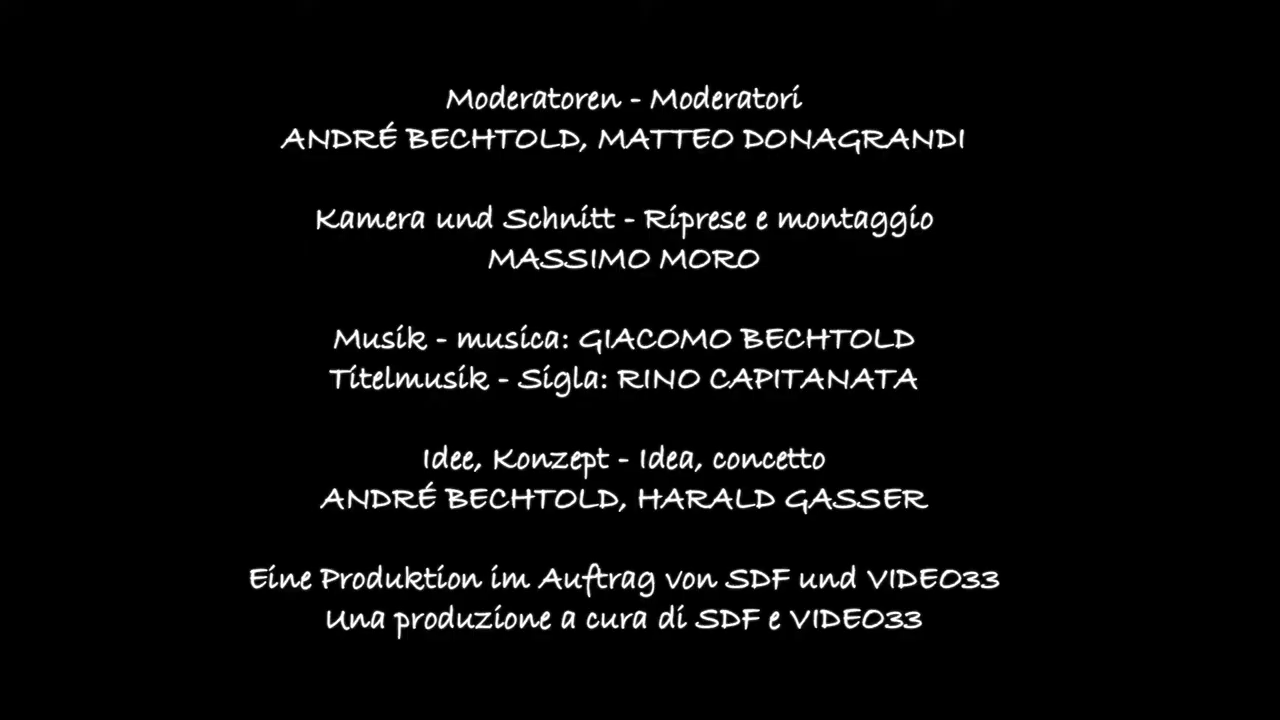 Moderatoren - Moderatori
ANDRÉ BECHTOLD, MATTEO DONAGRANDI
Kamera und Schnitt - Riprese e montaggio
MASSIMO MORO
Musik - musica: GIACOMO BECHTOLD
Titelmusik - Sigla: RINO CAPITANATA
Idee, Konzept - Idea, concetto
ANDRÉ BECHTOLD, HARALD GASSER
Eine Produktion im Auftrag von SDF und VIDEO33
Una produzione a cura di SDF e VIDEO33